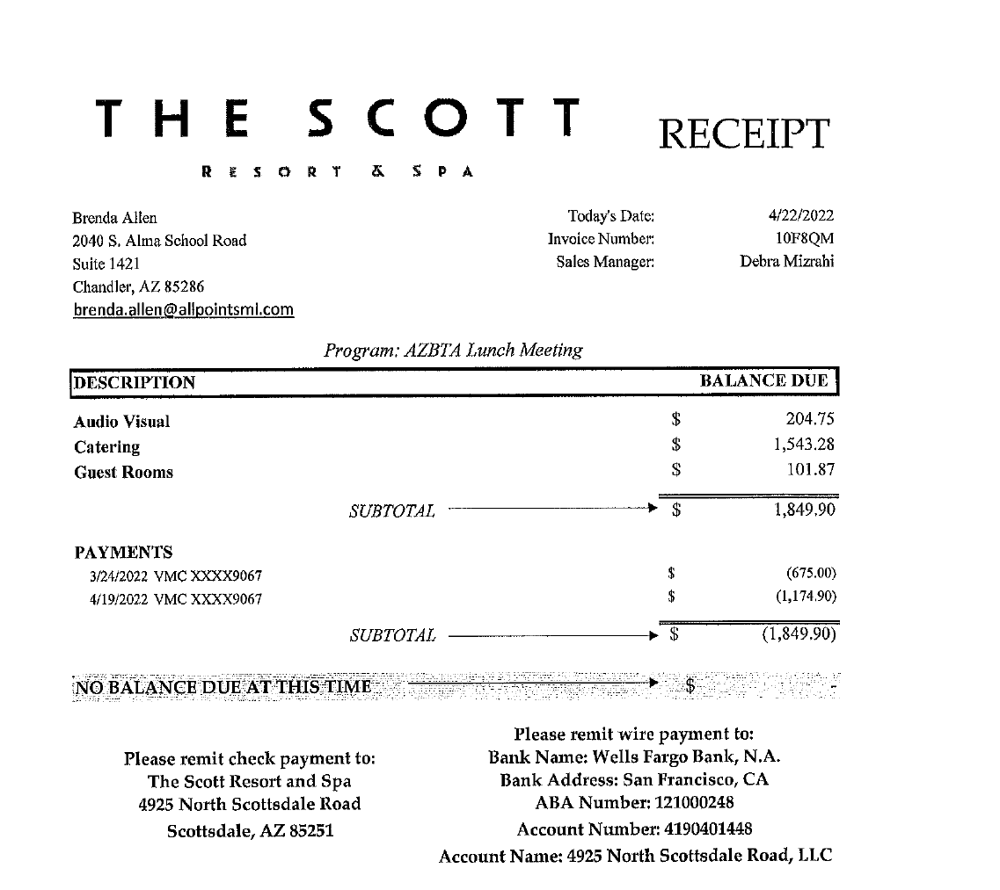 THE SCOTT
RESORT & SPA
RECEIPT
Brenda Allen
2040 S. Alma School Road
Suite 1421
Chandler, AZ 85286
brenda.allen@allpointsml.com
Today's Date: 4/22/2022
Invoice Number: 10F8QM
Sales Manager: Debra Mizrahi
Program: AZBTA Lunch Meeting
DESCRIPTION BALANCE DUE
Audio Visual $ 204.75
Catering $ 1,543.28
Guest Rooms $ 101.87
SUBTOTAL $ 1,849.90
PAYMENTS
3/24/2022 VMC XXXX9067 $ (675.00)
4/19/2022 VMC XXXX9067 $ (1,174.90)
SUBTOTAL $ (1,849.90)
NO BALANCE DUE AT THIS TIME $ -
Please remit check payment to:
The Scott Resort and Spa
4925 North Scottsdale Road
Scottsdale, AZ 85251
Please remit wire payment to:
Bank Name: Wells Fargo Bank, N.A.
Bank Address: San Francisco, CA
ABA Number: 121000248
Account Number: 4190401448
Account Name: 4925 North Scottsdale Road, LLC